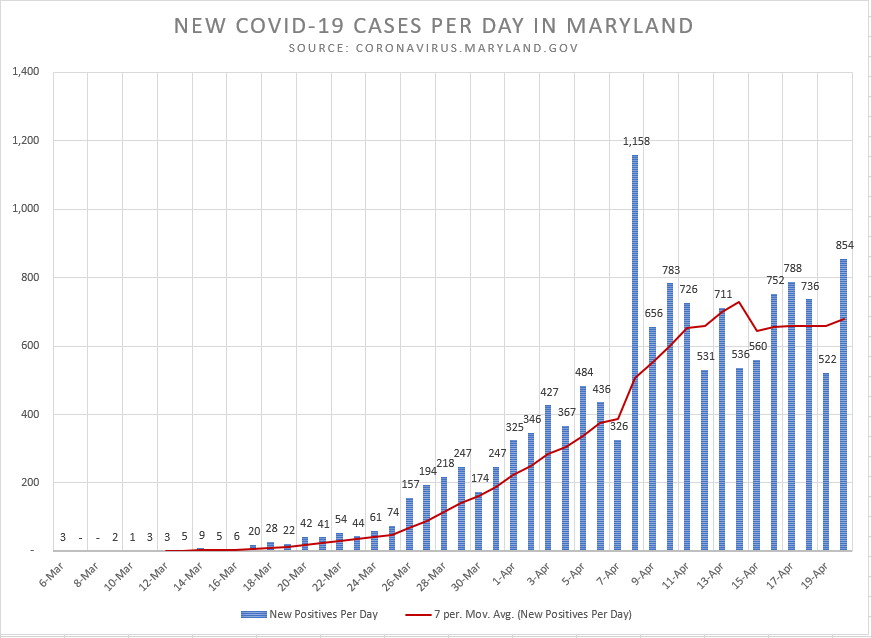 NEW COVID-19 CASES PER DAY IN MARYLAND
SOURCE: CORONAVIRUS.MARYLAND.GOV
1,400
1,200
1,000
800
600
400
200
-
3 - - 2 1 3 3 5 9 5 6 20 28 22 42 41 54 44 61 74 157 194 218 247 174 247 325 346 427 367 484 436 326 1,158 656 783 726 531 711 536 560 752 788 736 522 854
6-Mar 8-Mar 10-Mar 12-Mar 14-Mar 16-Mar 18-Mar 20-Mar 22-Mar 24-Mar 26-Mar 28-Mar 30-Mar 1-Apr 3-Apr 5-Apr 7-Apr 9-Apr 11-Apr 13-Apr 15-Apr 17-Apr 19-Apr
New Positives Per Day 7 per. Mov. Avg. (New Positives Per Day)